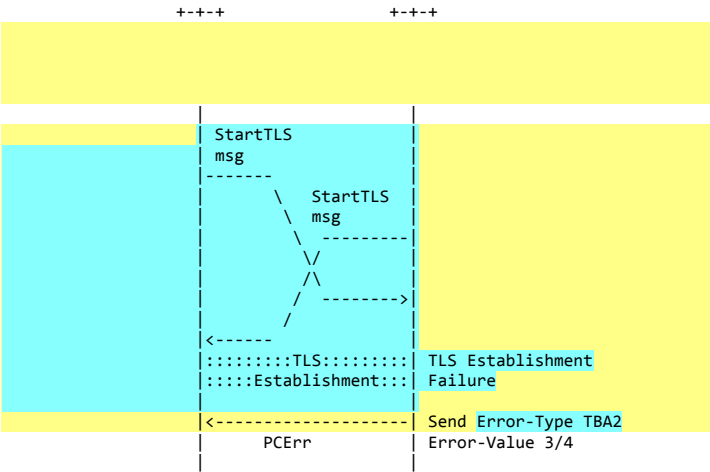 +-+-+                    +-+-+
|                      |
| StartTLS             |
| msg                  |
|-------               |
|        \   StartTLS  |
|         \  msg       |
|          \  ---------|
|           \/         |
|           /\         |
|          /  -------->|
|         /            |
|<------               |
|:::::::::TLS:::::::::| TLS Establishment
|:::::Establishment:::| Failure
|                      |
|<--------------------| Send Error-Type TBA2
|      PCErr           | Error-Value 3/4
|                      |